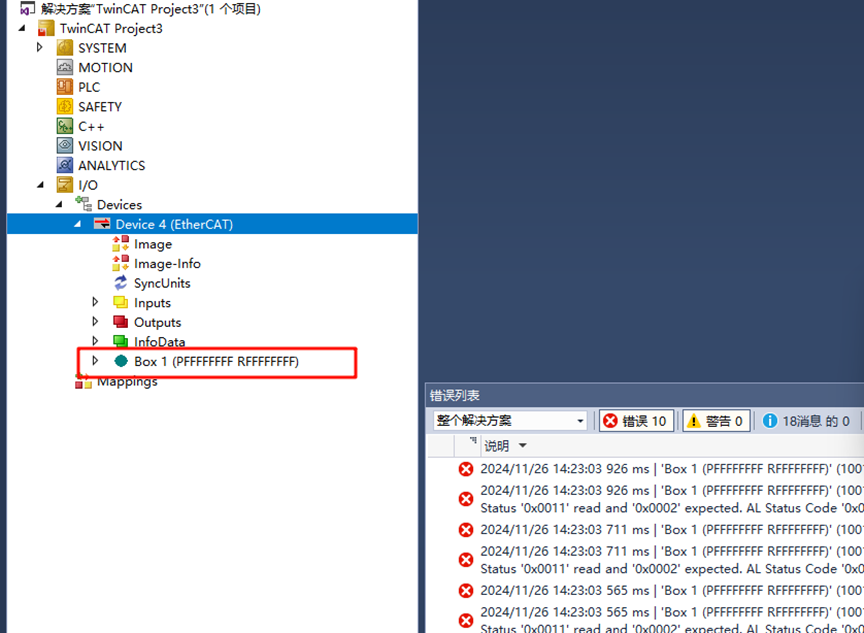 解决方案“TwinCAT Project3”(1 个项目)
TwinCAT Project3
SYSTEM
MOTION
PLC
SAFETY
C++
VISION
ANALYTICS
I/O
Devices
Device 4 (EtherCAT)
Image
Image-Info
SyncUnits
Inputs
Outputs
InfoData
Box 1 (PFFFFFFFF RFFFFFFFF)
Mappings
错误列表
整个解决方案
错误 10
警告 0
18消息 的 0
说明
2024/11/26 14:23:03 926 ms | 'Box 1 (PFFFFFFFF RFFFFFFFF)' (100
2024/11/26 14:23:03 926 ms | 'Box 1 (PFFFFFFFF RFFFFFFFF)' (100
Status '0x0011' read and '0x0002' expected. AL Status Code '0x0
2024/11/26 14:23:03 711 ms | 'Box 1 (PFFFFFFFF RFFFFFFFF)' (100
2024/11/26 14:23:03 711 ms | 'Box 1 (PFFFFFFFF RFFFFFFFF)' (100
Status '0x0011' read and '0x0002' expected. AL Status Code '0x0
2024/11/26 14:23:03 565 ms | 'Box 1 (PFFFFFFFF RFFFFFFFF)' (100
2024/11/26 14:23:03 565 ms | 'Box 1 (PFFFFFFFF RFFFFFFFF)' (100
Status '0x0011' read and '0x0002' expected. AL Status Code '0x0